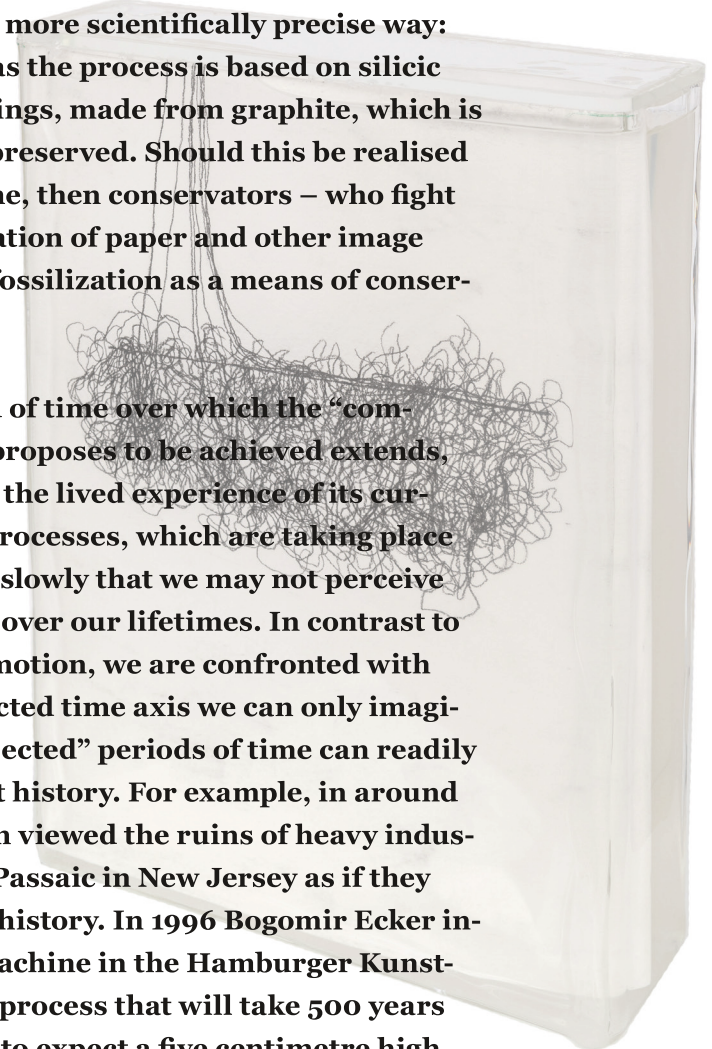 more scientifically precise way:
as the process is based on silicic
ings, made from graphite, which is
preserved. Should this be realised
ne, then conservators – who fight
ation of paper and other image
fossilization as a means of conser-
of time over which the “com-
proposes to be achieved extends,
the lived experience of its cur-
rocesses, which are taking place
slowly that we may not perceive
over our lifetimes. In contrast to
motion, we are confronted with
cted time axis we can only imagi-
ected” periods of time can readily
t history. For example, in around
n viewed the ruins of heavy indus-
Passaic in New Jersey as if they
history. In 1996 Bogomir Ecker in-
achine in the Hamburger Kunst-
process that will take 500 years
to expect a five centimetre high